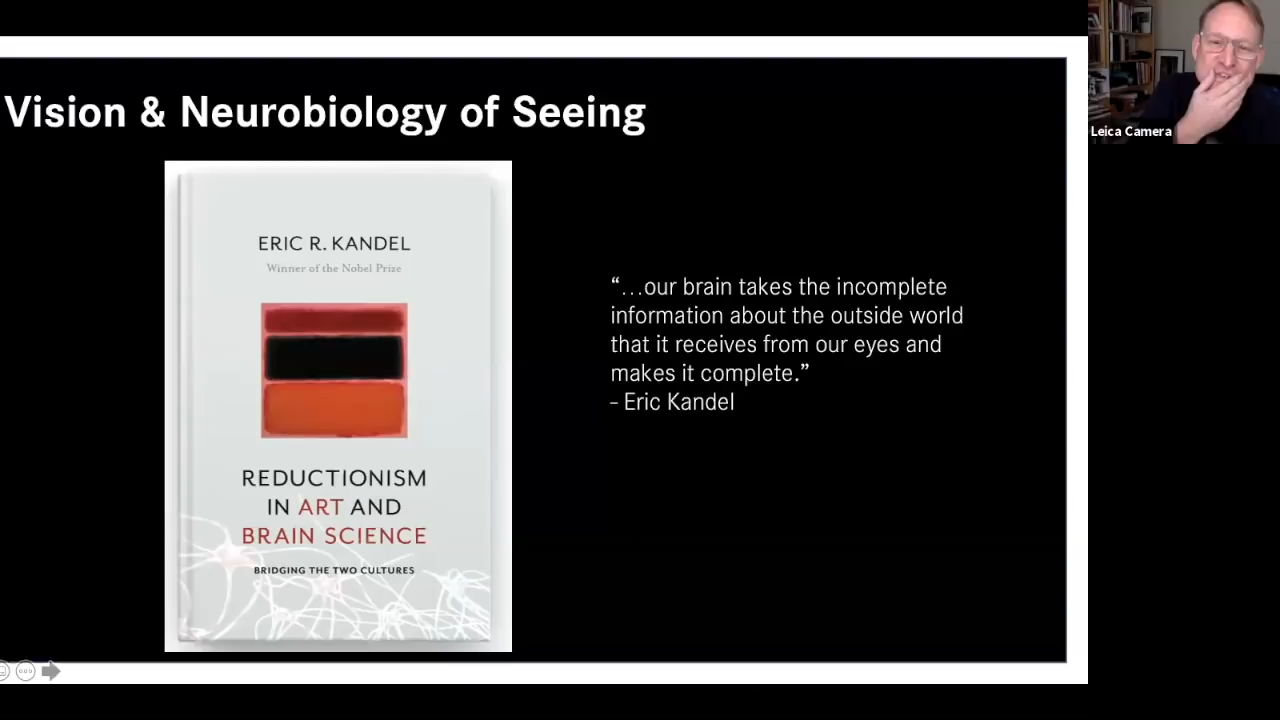 Vision & Neurobiology of Seeing
ERIC R. KANDEL
Winner of the Nobel Prize
REDUCTIONISM
IN ART AND
BRAIN SCIENCE
BRIDGING THE TWO CULTURES
“…our brain takes the incomplete
information about the outside world
that it receives from our eyes and
makes it complete.”
- Eric Kandel
Leica Camera